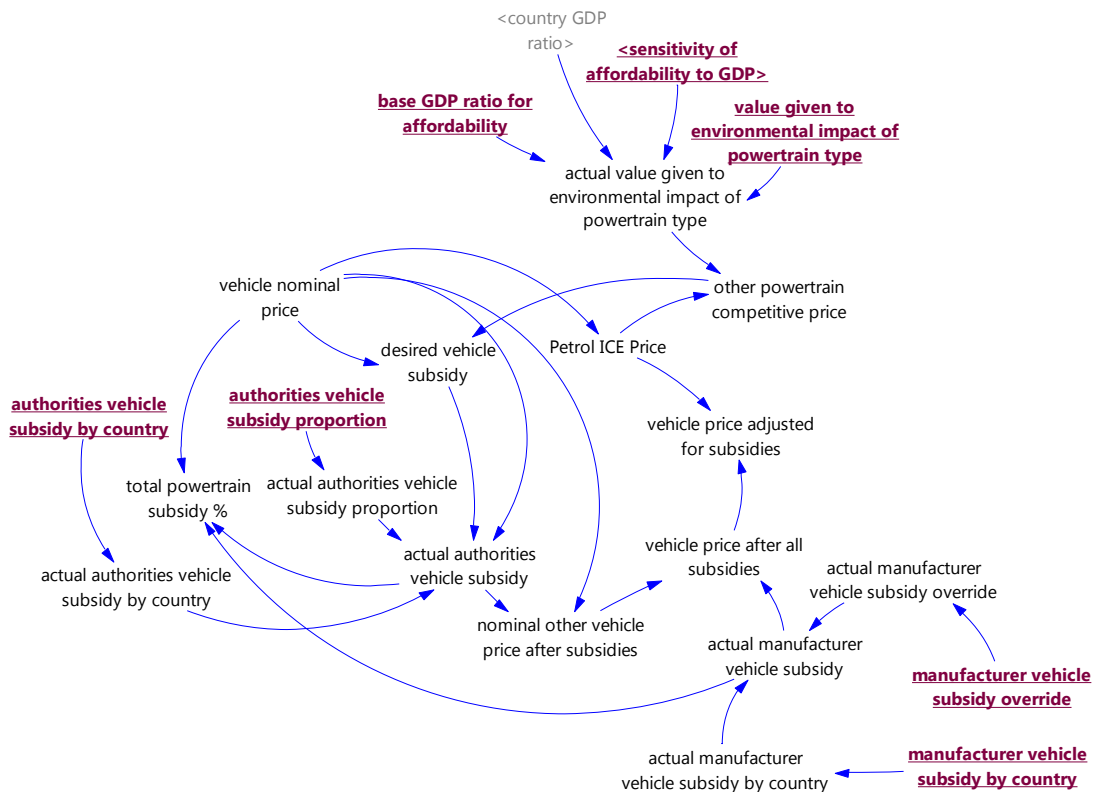 <country GDP
ratio>
<sensitivity of
affordability to GDP>
base GDP ratio for
affordability
value given to
environmental impact of
powertrain type
actual value given to
environmental impact of
powertrain type
vehicle nominal
price
other powertrain
competitive price
Petrol ICE Price
desired vehicle
subsidy
authorities vehicle
subsidy by country
authorities vehicle
subsidy proportion
vehicle price adjusted
for subsidies
total powertrain
subsidy %
actual authorities vehicle
subsidy proportion
actual authorities
vehicle subsidy
vehicle price after all
subsidies
actual authorities vehicle
subsidy by country
actual manufacturer
vehicle subsidy override
nominal other vehicle
price after subsidies
actual manufacturer
vehicle subsidy
manufacturer vehicle
subsidy override
actual manufacturer
vehicle subsidy by country
manufacturer vehicle
subsidy by country